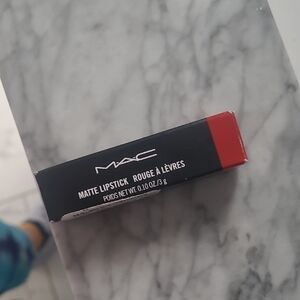 MAC
MATTE LIPSTICK ROUGE À LÈVRES
POIDS NET WT. 0.10 OZ./3 g